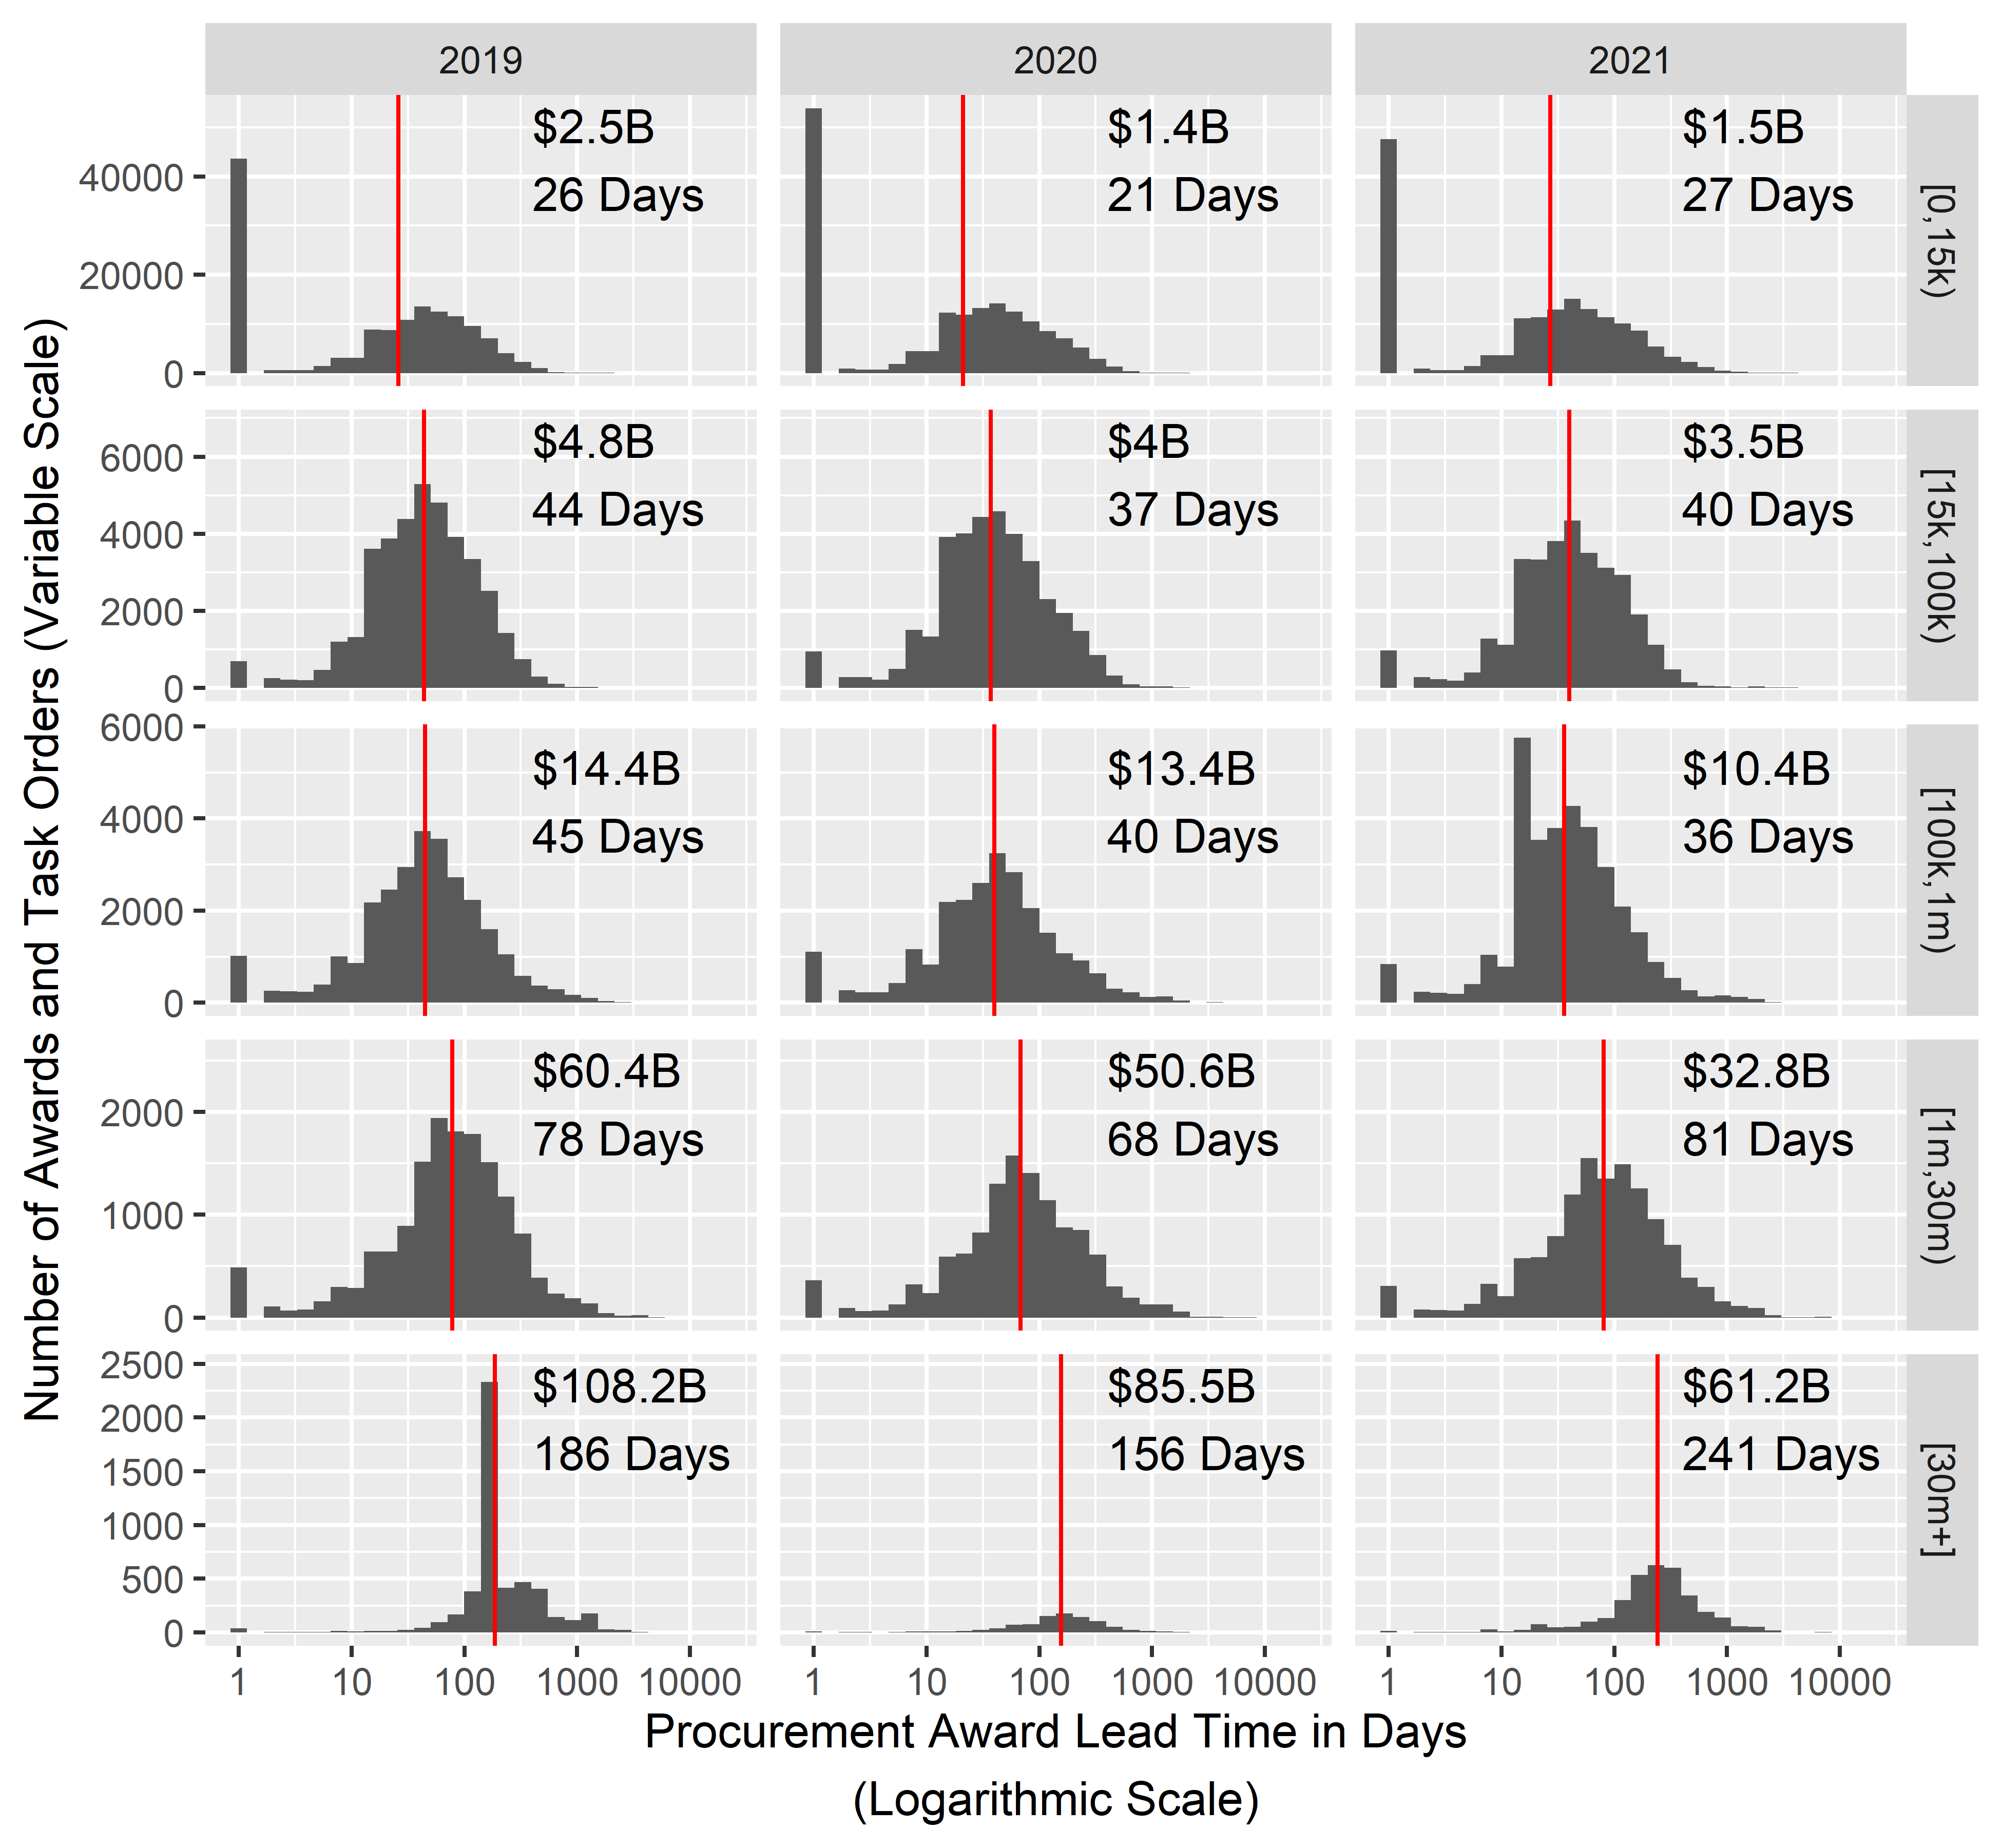 2019
2020
2021
$2.5B
26 Days
$1.4B
21 Days
$1.5B
27 Days
[0,15k)
40000
20000
0
$4.8B
44 Days
$4B
37 Days
$3.5B
40 Days
[15k,100k)
6000
4000
2000
0
$14.4B
45 Days
$13.4B
40 Days
$10.4B
36 Days
[100k,1m)
6000
4000
2000
0
$60.4B
78 Days
$50.6B
68 Days
$32.8B
81 Days
[1m,30m)
2000
1000
0
$108.2B
186 Days
$85.5B
156 Days
$61.2B
241 Days
[30m+]
2500
2000
1500
1000
500
0
Number of Awards and Task Orders (Variable Scale)
1 10 100 1000 10000
1 10 100 1000 10000
1 10 100 1000 10000
Procurement Award Lead Time in Days
(Logarithmic Scale)